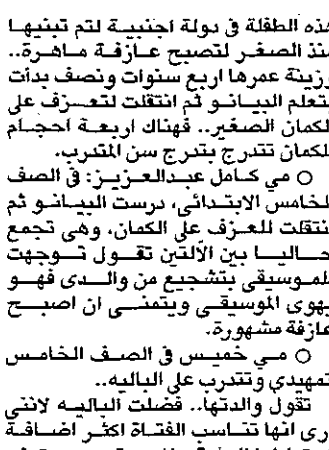 هذه الطفلة في دولة اجنبية لتم تبنيها
منذ الصغر لتصبح عازفة ماهرة..
وزينة عمرها اربع سنوات ونصف بدأت
بتعلم البيانو ثم انتقلت لتعزف على
الكمان الصغير.. فهناك اربعة احجام
للكمان تتدرج بتدرج سن المتدرب.
○ مي كامل عبدالعزيز: في الصف
الخامس الابتدائي، درست البيانو ثم
انتقلت للعزف على الكمان، وهي تجمع
حاليا بين الآلتين تقول توجهت
للموسيقى بتشجيع من والدي فهو
يهوى الموسيقى ويتمنى ان اصبح
عازفة مشهورة.
○ مي خميس في الصف الخامس
تمهيدي وتتدرب على الباليه..
تقول والدتها.. فضلت الباليه لانني
ارى انها تناسب الفتاة اكثر اضافة